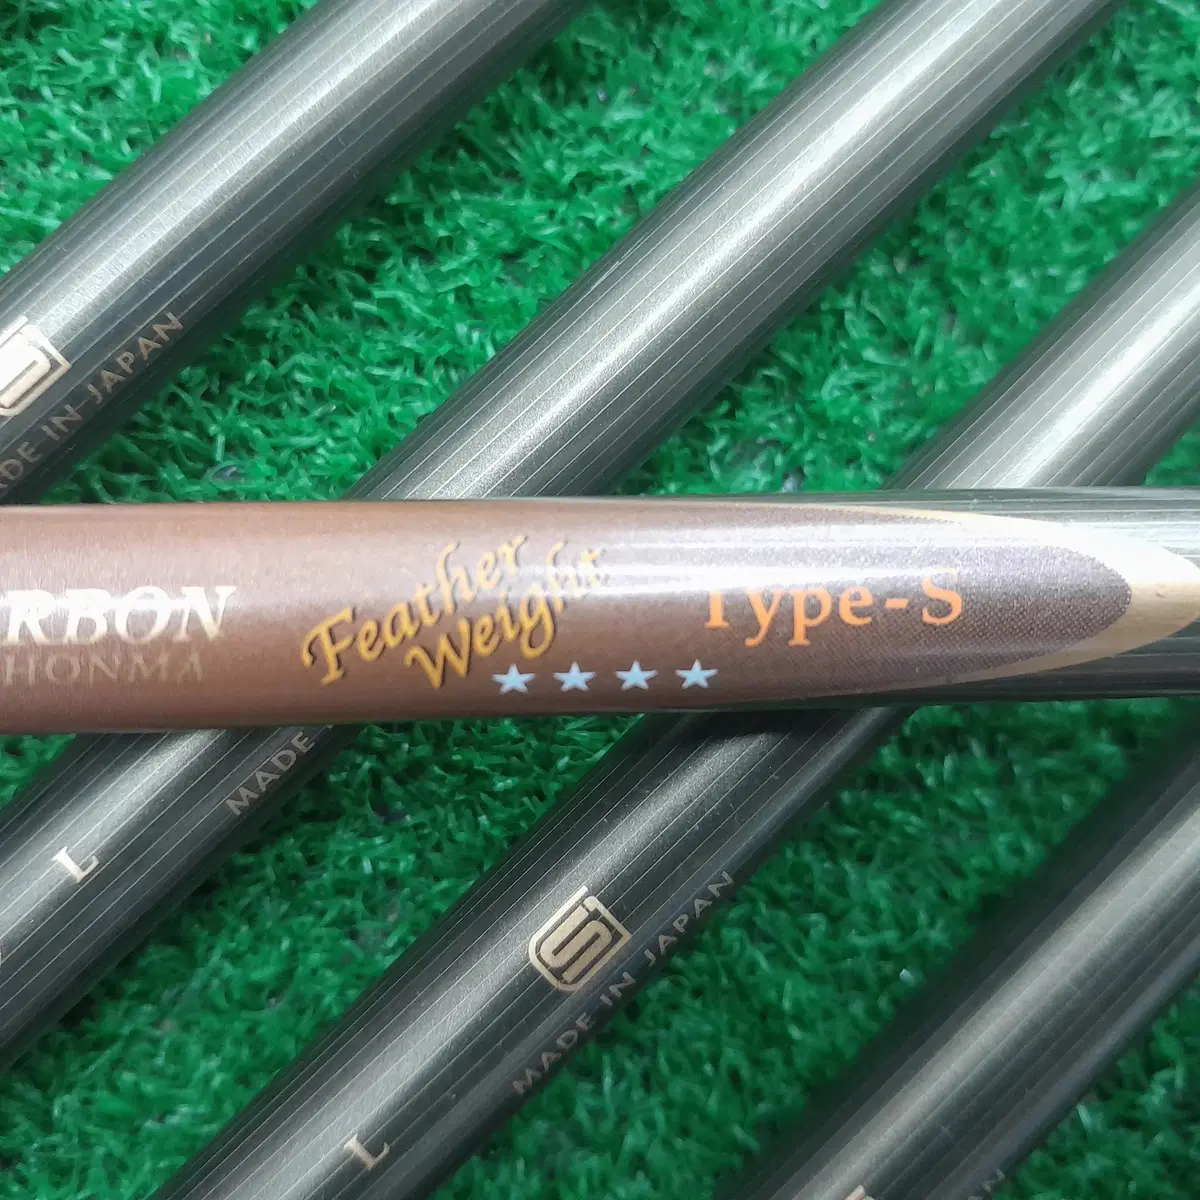 MADE IN JAPAN
RBON
HONMA
Feather
Weight
Type-S
★★★★
MADE
L
S
MADE IN JAPAN
L